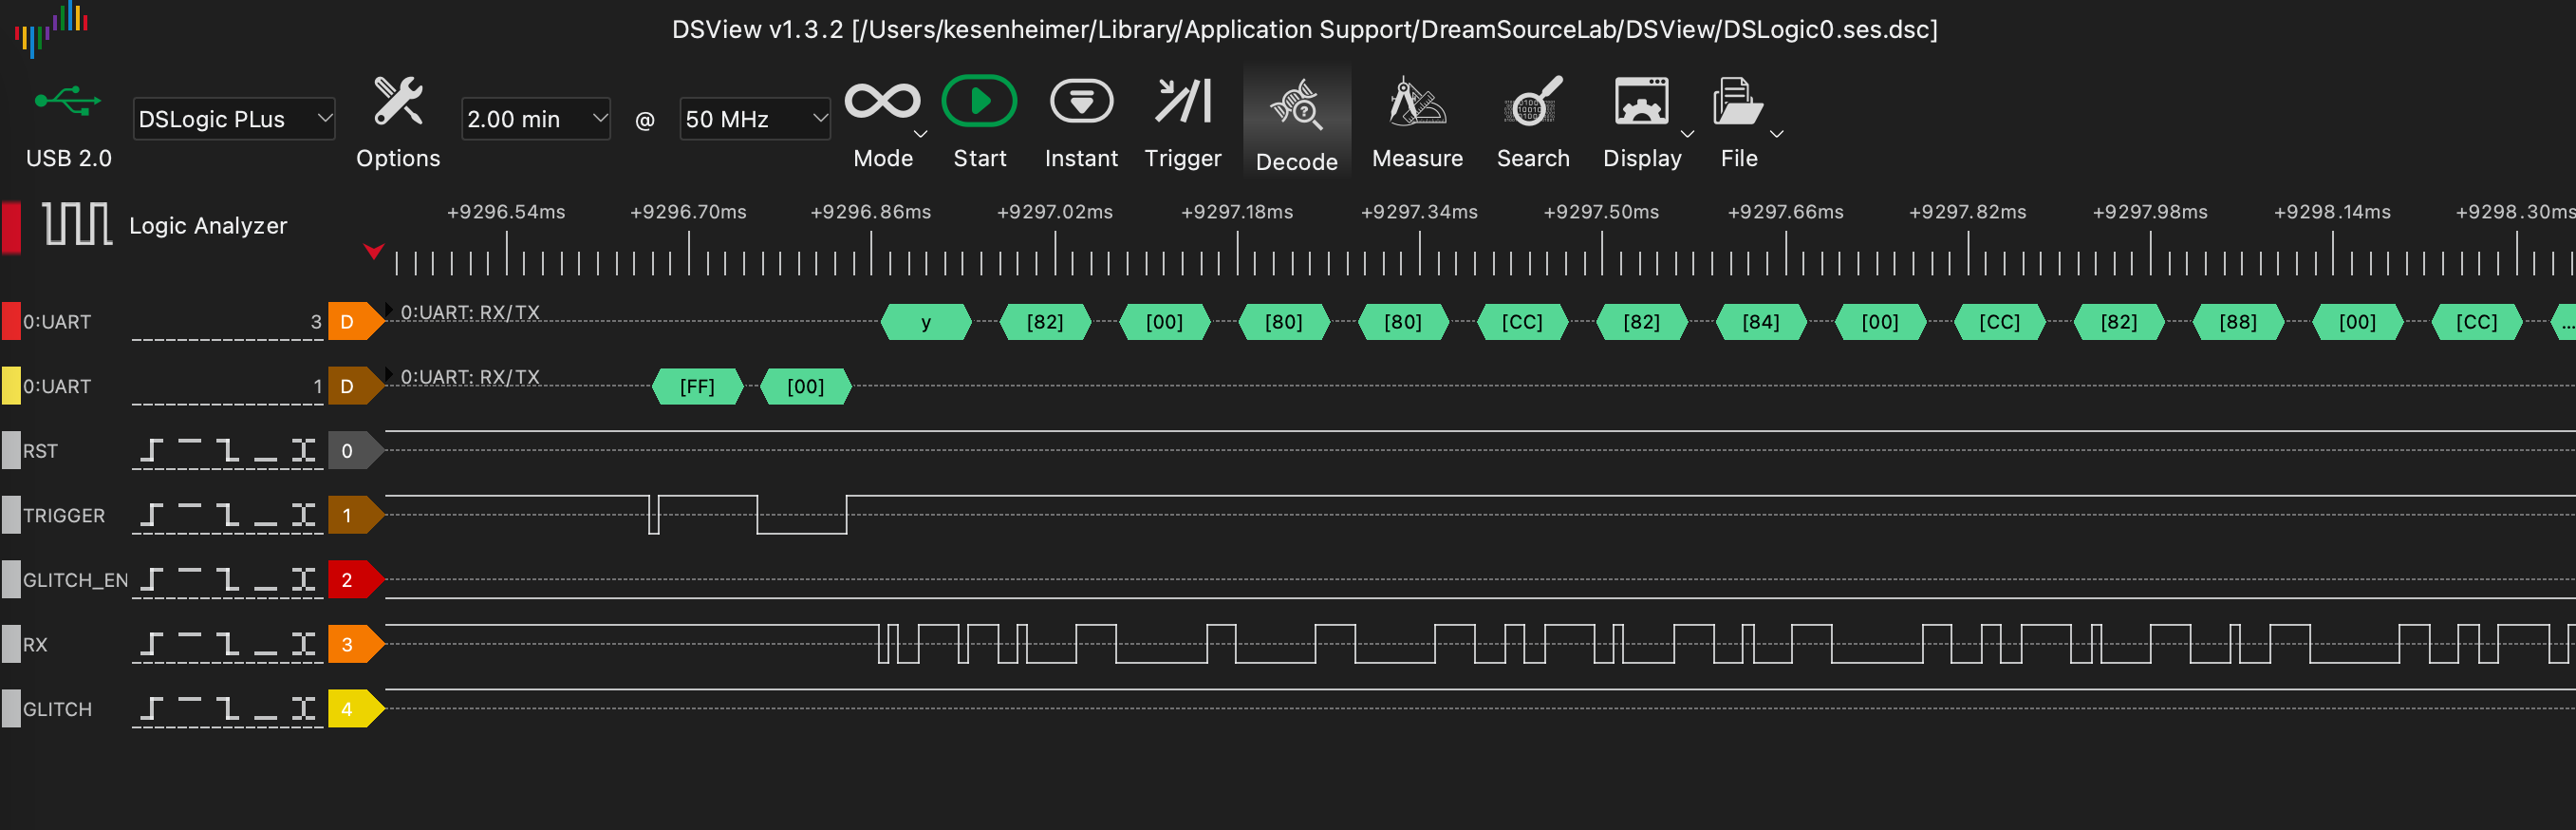 DSView v1.3.2 [/Users/kesenheimer/Library/Application Support/DreamSourceLab/DSView/DSLogic0.ses.dsc]
USB 2.0 DSLogic PLus Options 2.00 min @ 50 MHz Mode Start Instant Trigger Decode Measure Search Display File
Logic Analyzer +9296.54ms +9296.70ms +9296.86ms +9297.02ms +9297.18ms +9297.34ms +9297.50ms +9297.66ms +9297.82ms +9297.98ms +9298.14ms +9298.30ms
0:UART 3 D 0:UART: RX/TX y [82] [00] [80] [80] [CC] [82] [84] [00] [CC] [82] [88] [00] [CC] ...
0:UART 1 D 0:UART: RX/TX [FF] [00]
RST 0
TRIGGER 1
GLITCH_EN 2
RX 3
GLITCH 4